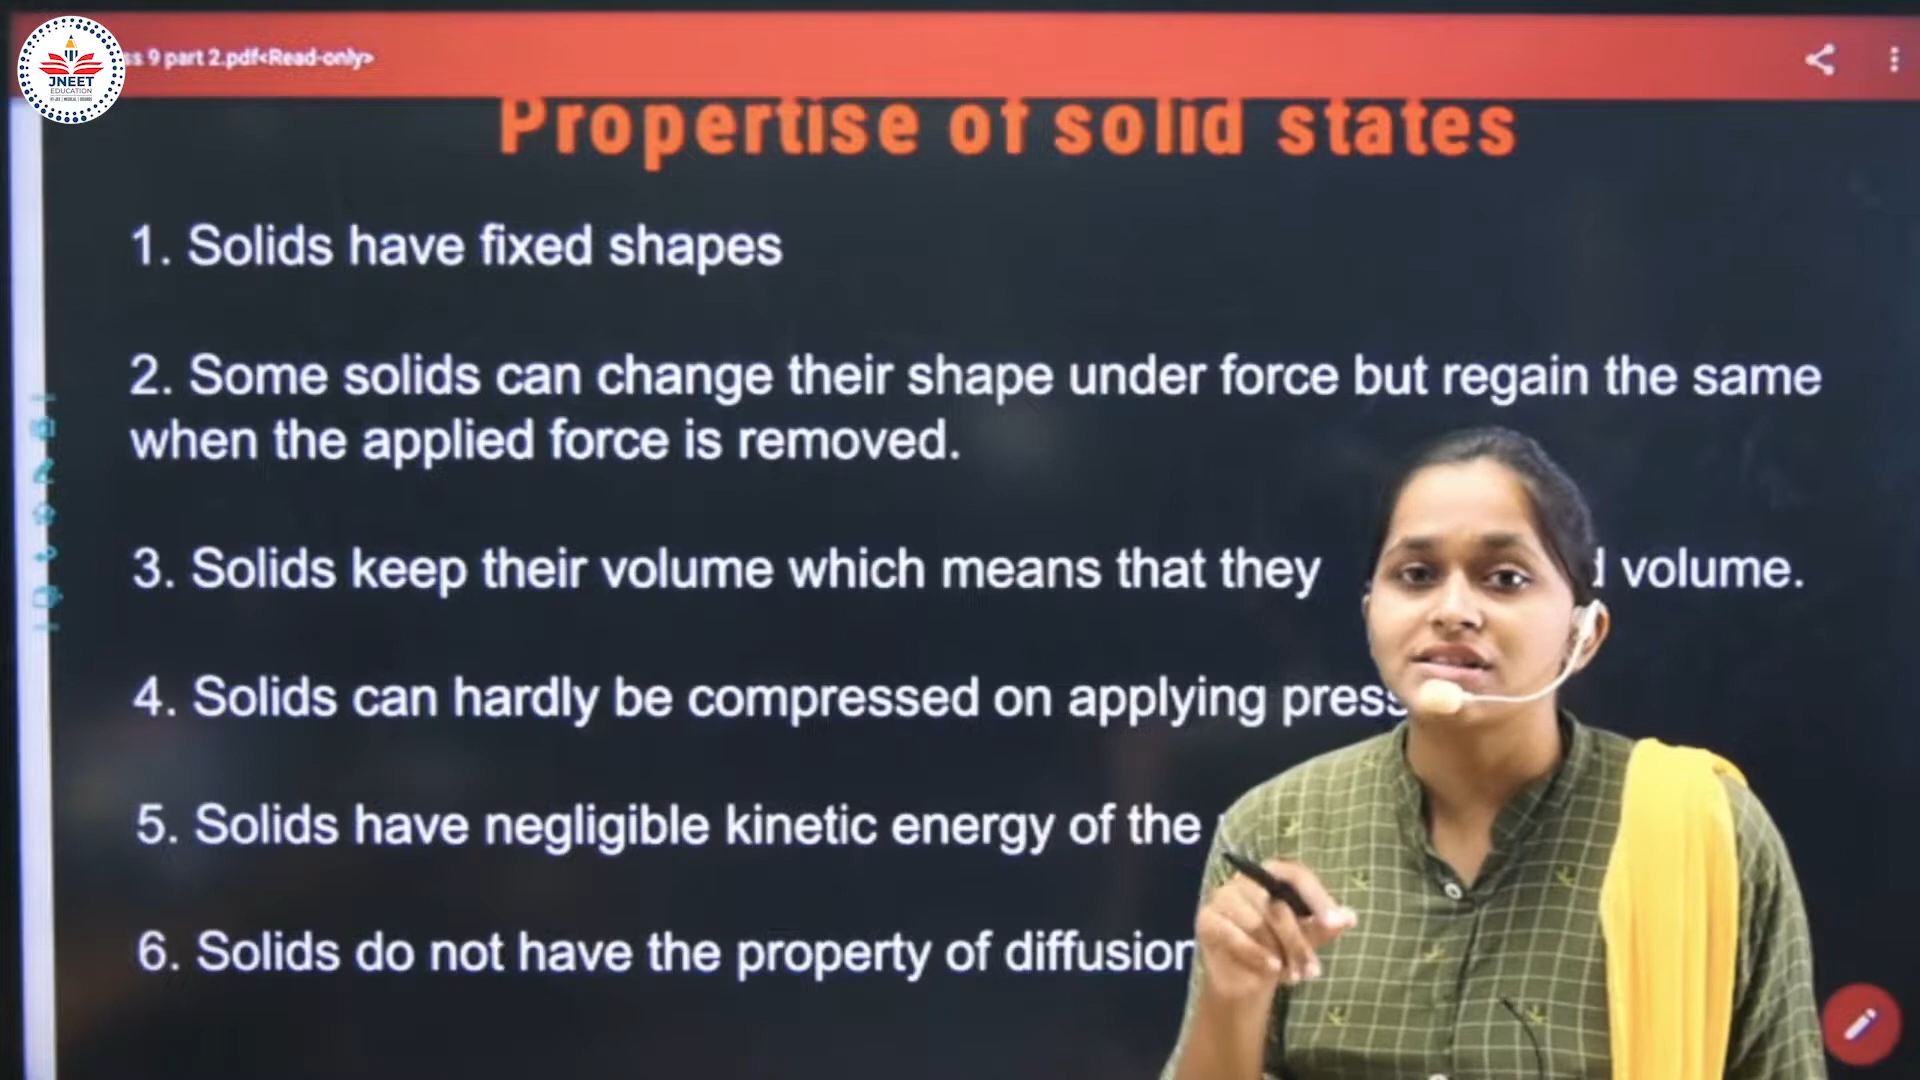 JNEET
EDUCATION
ss 9 part 2.pdf<Read-only>
Propertise of solid states
1. Solids have fixed shapes
2. Some solids can change their shape under force but regain the same
when the applied force is removed.
3. Solids keep their volume which means that they volume.
4. Solids can hardly be compressed on applying press
5. Solids have negligible kinetic energy of the
6. Solids do not have the property of diffusion